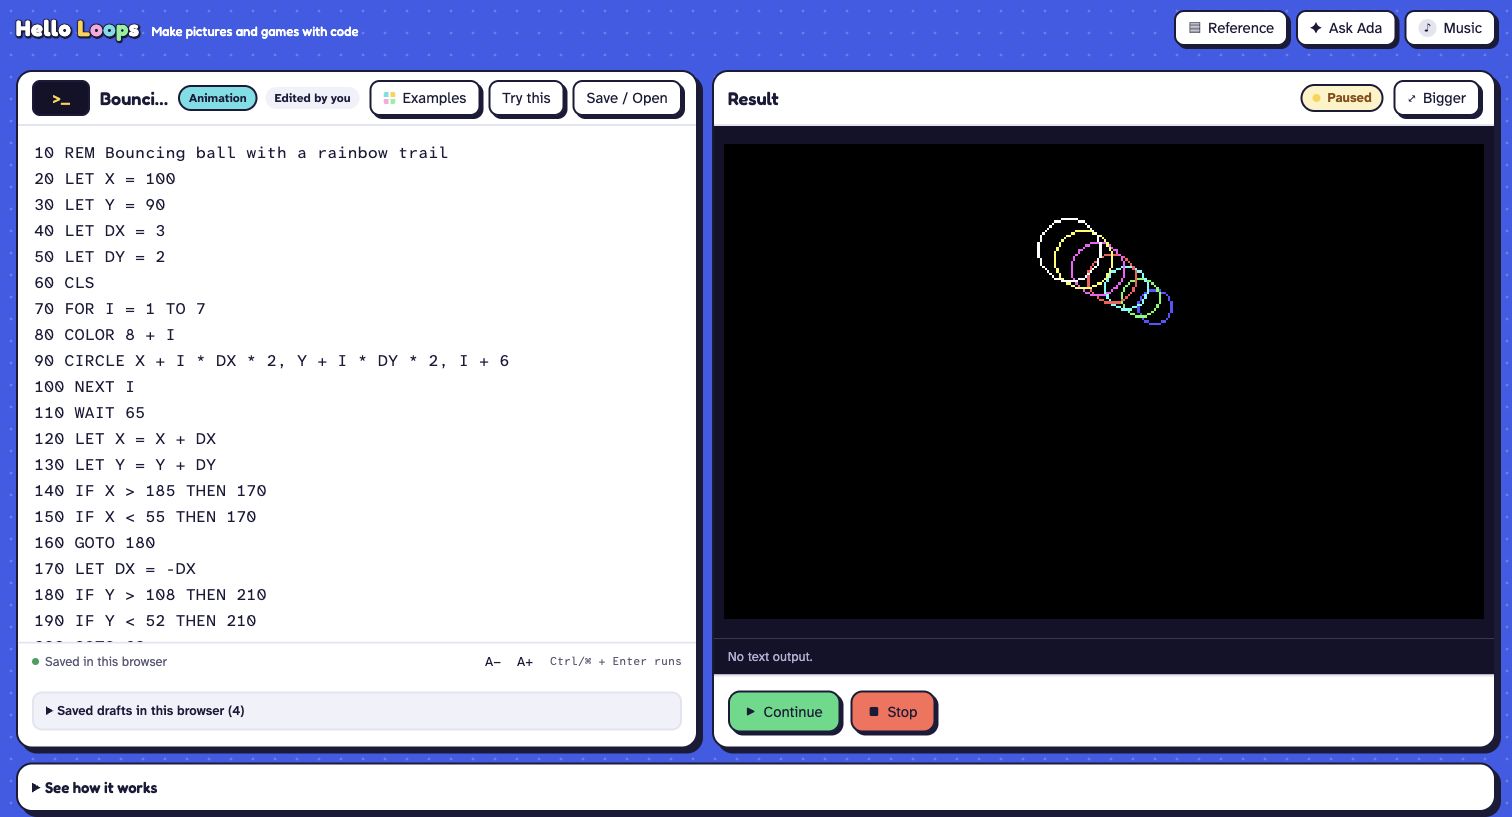 Hello Loops Make pictures and games with code
Reference
Ask Ada
Music
>_ Bounci... Animation Edited by you Examples Try this Save / Open
10 REM Bouncing ball with a rainbow trail
20 LET X = 100
30 LET Y = 90
40 LET DX = 3
50 LET DY = 2
60 CLS
70 FOR I = 1 TO 7
80 COLOR 8 + I
90 CIRCLE X + I * DX * 2, Y + I * DY * 2, I + 6
100 NEXT I
110 WAIT 65
120 LET X = X + DX
130 LET Y = Y + DY
140 IF X > 185 THEN 170
150 IF X < 55 THEN 170
160 GOTO 180
170 LET DX = -DX
180 IF Y > 108 THEN 210
190 IF Y < 52 THEN 210
Saved in this browser A− A+ Ctrl/⌘ + Enter runs
Saved drafts in this browser (4)
Result Paused Bigger
No text output.
Continue Stop
See how it works